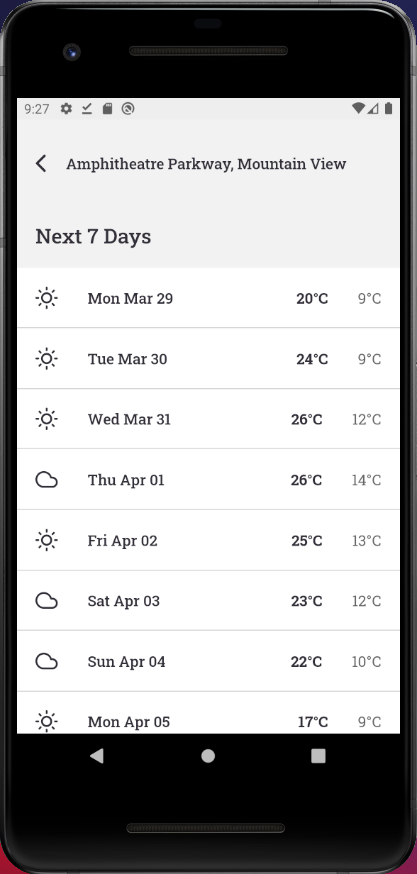 9:27
Amphitheatre Parkway, Mountain View
Next 7 Days
Mon Mar 29 20°C 9°C
Tue Mar 30 24°C 9°C
Wed Mar 31 26°C 12°C
Thu Apr 01 26°C 14°C
Fri Apr 02 25°C 13°C
Sat Apr 03 23°C 12°C
Sun Apr 04 22°C 10°C
Mon Apr 05 17°C 9°C